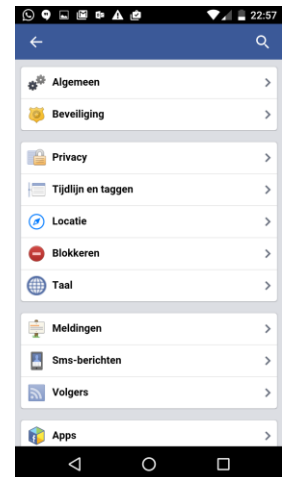 22:57
Algemeen
Beveiliging
Privacy
Tijdlijn en taggen
Locatie
Blokkeren
Taal
Meldingen
Sms-berichten
Volgers
Apps